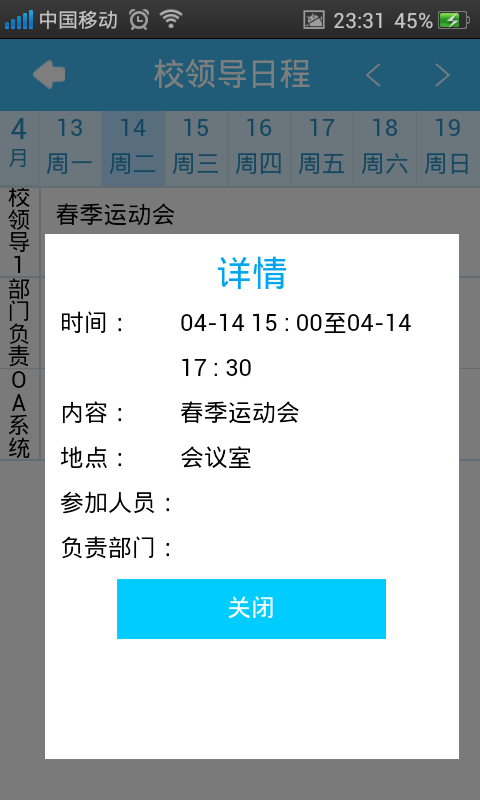 中国移动 23:31 45%
校领导日程
4月 13 14 15 16 17 18 19
周一 周二 周三 周四 周五 周六 周日
校领导1
春季运动会
部门负责
OA系统
详情
时间： 04-14 15：00至04-14
17：30
内容： 春季运动会
地点： 会议室
参加人员：
负责部门：
关闭